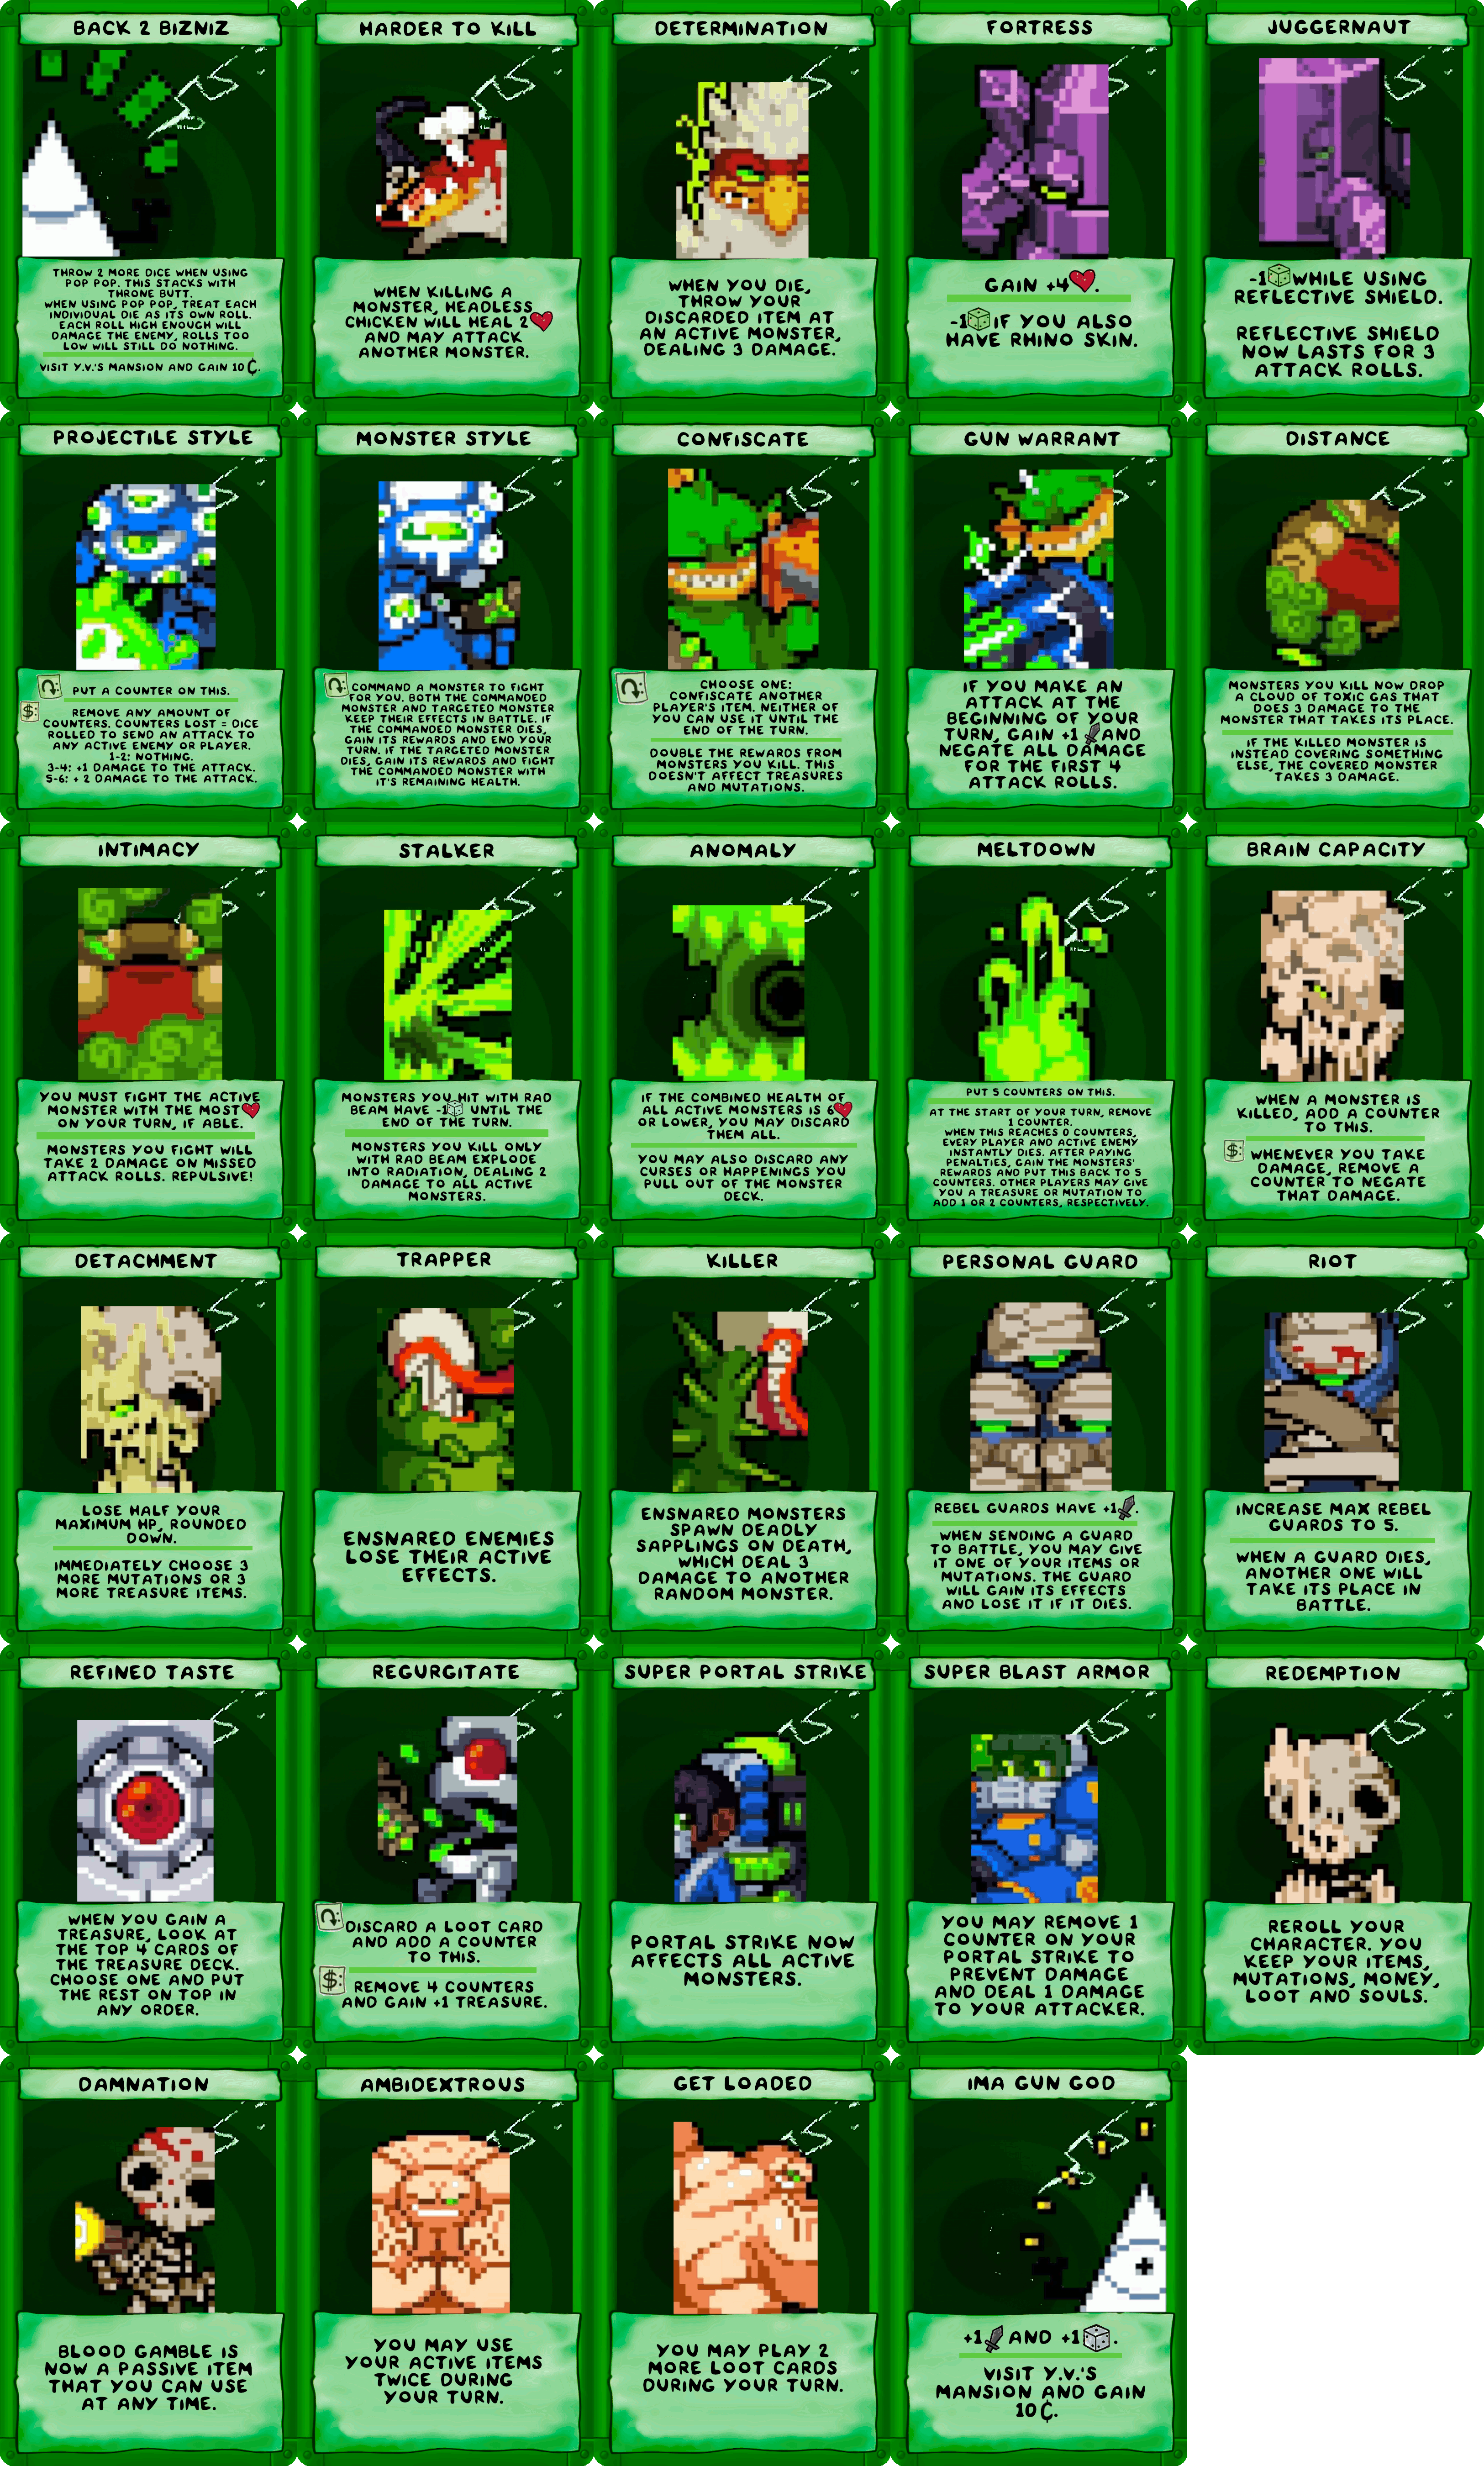 BACK 2 BIZNIZ
THROW 2 MORE DICE WHEN USING
POP POP. THIS STACKS WITH
THRONE BUTT.
WHEN USING POP POP, TREAT EACH
INDIVIDUAL DIE AS ITS OWN ROLL.
EACH ROLL HIGH ENOUGH WILL
DAMAGE THE ENEMY, ROLLS TOO
LOW WILL STILL DO NOTHING.
VISIT Y.V.'S MANSION AND GAIN 10¢.
HARDER TO KILL
WHEN KILLING A
MONSTER, HEADLESS
CHICKEN WILL HEAL 2
AND MAY ATTACK
ANOTHER MONSTER.
DETERMINATION
WHEN YOU DIE,
THROW YOUR
DISCARDED ITEM AT
AN ACTIVE MONSTER,
DEALING 3 DAMAGE.
FORTRESS
GAIN +4.
-1 IF YOU ALSO
HAVE RHINO SKIN.
JUGGERNAUT
-1 WHILE USING
REFLECTIVE SHIELD.
REFLECTIVE SHIELD
NOW LASTS FOR 3
ATTACK ROLLS.
PROJECTILE STYLE
PUT A COUNTER ON THIS.
$: REMOVE ANY AMOUNT OF
COUNTERS. COUNTERS LOST = DICE
ROLLED TO SEND AN ATTACK TO
ANY ACTIVE ENEMY OR PLAYER.
1-2: NOTHING.
3-4: +1 DAMAGE TO THE ATTACK.
5-6: + 2 DAMAGE TO THE ATTACK.
MONSTER STYLE
COMMAND A MONSTER TO FIGHT
FOR YOU. BOTH THE COMMANDED
MONSTER AND TARGETED MONSTER
KEEP THEIR EFFECTS IN BATTLE. IF
THE COMMANDED MONSTER DIES,
GAIN ITS REWARDS AND END YOUR
TURN. IF THE TARGETED MONSTER
DIES, GAIN ITS REWARDS AND FIGHT
THE COMMANDED MONSTER WITH
IT'S REMAINING HEALTH.
CONFISCATE
CHOOSE ONE:
CONFISCATE ANOTHER
PLAYER'S ITEM. NEITHER OF
YOU CAN USE IT UNTIL THE
END OF THE TURN.
DOUBLE THE REWARDS FROM
MONSTERS YOU KILL. THIS
DOESN'T AFFECT TREASURES
AND MUTATIONS.
GUN WARRANT
IF YOU MAKE AN
ATTACK AT THE
BEGINNING OF YOUR
TURN, GAIN +1 AND
NEGATE ALL DAMAGE
FOR THE FIRST 4
ATTACK ROLLS.
DISTANCE
MONSTERS YOU KILL NOW DROP
A CLOUD OF TOXIC GAS THAT
DOES 3 DAMAGE TO THE
MONSTER THAT TAKES ITS PLACE.
IF THE KILLED MONSTER IS
INSTEAD COVERING SOMETHING
ELSE, THE COVERED MONSTER
TAKES 3 DAMAGE.
INTIMACY
YOU MUST FIGHT THE ACTIVE
MONSTER WITH THE MOST
ON YOUR TURN, IF ABLE.
MONSTERS YOU FIGHT WILL
TAKE 2 DAMAGE ON MISSED
ATTACK ROLLS. REPULSIVE!
STALKER
MONSTERS YOU HIT WITH RAD
BEAM HAVE -1 UNTIL THE
END OF THE TURN.
MONSTERS YOU KILL ONLY
WITH RAD BEAM EXPLODE
INTO RADIATION, DEALING 2
DAMAGE TO ALL ACTIVE
MONSTERS.
ANOMALY
IF THE COMBINED HEALTH OF
ALL ACTIVE MONSTERS IS 6
OR LOWER, YOU MAY DISCARD
THEM ALL.
YOU MAY ALSO DISCARD ANY
CURSES OR HAPPENINGS YOU
PULL OUT OF THE MONSTER
DECK.
MELTDOWN
PUT 5 COUNTERS ON THIS.
AT THE START OF YOUR TURN, REMOVE
1 COUNTER.
WHEN THIS REACHES 0 COUNTERS,
EVERY PLAYER AND ACTIVE ENEMY
INSTANTLY DIES. AFTER PAYING
PENALTIES, GAIN THE MONSTERS'
REWARDS AND PUT THIS BACK TO 5
COUNTERS. OTHER PLAYERS MAY GIVE
YOU A TREASURE OR MUTATION TO
ADD 1 OR 2 COUNTERS, RESPECTIVELY.
BRAIN CAPACITY
WHEN A MONSTER IS
KILLED, ADD A COUNTER
TO THIS.
$: WHENEVER YOU TAKE
DAMAGE, REMOVE A
COUNTER TO NEGATE
THAT DAMAGE.
DETACHMENT
LOSE HALF YOUR
MAXIMUM HP, ROUNDED
DOWN.
IMMEDIATELY CHOOSE 3
MORE MUTATIONS OR 3
MORE TREASURE ITEMS.
TRAPPER
ENSNARED ENEMIES
LOSE THEIR ACTIVE
EFFECTS.
KILLER
ENSNARED MONSTERS
SPAWN DEADLY
SAPPLINGS ON DEATH,
WHICH DEAL 3
DAMAGE TO ANOTHER
RANDOM MONSTER.
PERSONAL GUARD
REBEL GUARDS HAVE +1.
WHEN SENDING A GUARD
TO BATTLE, YOU MAY GIVE
IT ONE OF YOUR ITEMS OR
MUTATIONS. THE GUARD
WILL GAIN ITS EFFECTS
AND LOSE IT IF IT DIES.
RIOT
INCREASE MAX REBEL
GUARDS TO 5.
WHEN A GUARD DIES,
ANOTHER ONE WILL
TAKE ITS PLACE IN
BATTLE.
REFINED TASTE
WHEN YOU GAIN A
TREASURE, LOOK AT
THE TOP 4 CARDS OF
THE TREASURE DECK.
CHOOSE ONE AND PUT
THE REST ON TOP IN
ANY ORDER.
REGURGITATE
DISCARD A LOOT CARD
AND ADD A COUNTER
TO THIS.
$: REMOVE 4 COUNTERS
AND GAIN +1 TREASURE.
SUPER PORTAL STRIKE
PORTAL STRIKE NOW
AFFECTS ALL ACTIVE
MONSTERS.
SUPER BLAST ARMOR
YOU MAY REMOVE 1
COUNTER ON YOUR
PORTAL STRIKE TO
PREVENT DAMAGE
AND DEAL 1 DAMAGE
TO YOUR ATTACKER.
REDEMPTION
REROLL YOUR
CHARACTER. YOU
KEEP YOUR ITEMS,
MUTATIONS, MONEY,
LOOT AND SOULS.
DAMNATION
BLOOD GAMBLE IS
NOW A PASSIVE ITEM
THAT YOU CAN USE
AT ANY TIME.
AMBIDEXTROUS
YOU MAY USE
YOUR ACTIVE ITEMS
TWICE DURING
YOUR TURN.
GET LOADED
YOU MAY PLAY 2
MORE LOOT CARDS
DURING YOUR TURN.
IMA GUN GOD
+1 AND +1.
VISIT Y.V.'S
MANSION AND GAIN
10¢.